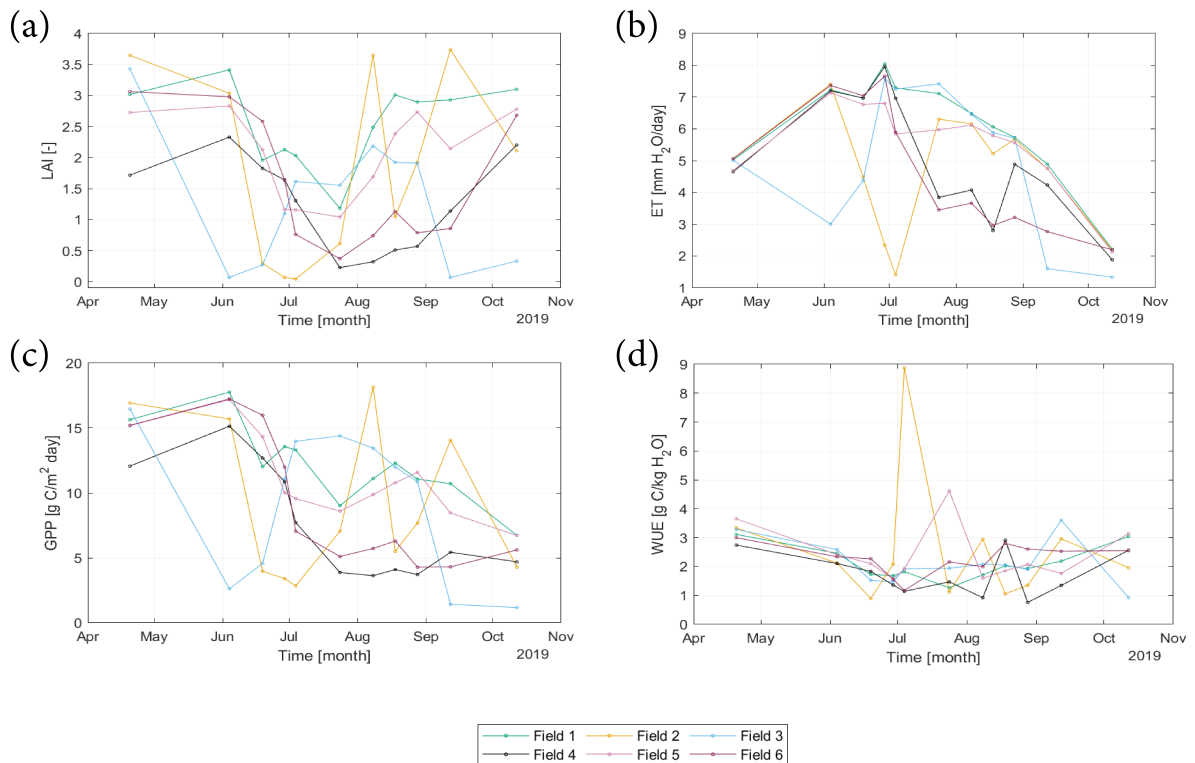 (a)
4
3.5
3
2.5
2
1.5
1
0.5
0
LAI [-]
Apr May Jun Jul Aug Sep Oct Nov
Time [month]
2019
(b)
9
8
7
6
5
4
3
2
1
ET [mm H2O/day]
Apr May Jun Jul Aug Sep Oct Nov
Time [month]
2019
(c)
20
15
10
5
0
GPP [g C/m² day]
Apr May Jun Jul Aug Sep Oct Nov
Time [month]
2019
(d)
9
8
7
6
5
4
3
2
1
0
WUE [g C/kg H2O]
Apr May Jun Jul Aug Sep Oct Nov
Time [month]
2019
Field 1 Field 2 Field 3
Field 4 Field 5 Field 6